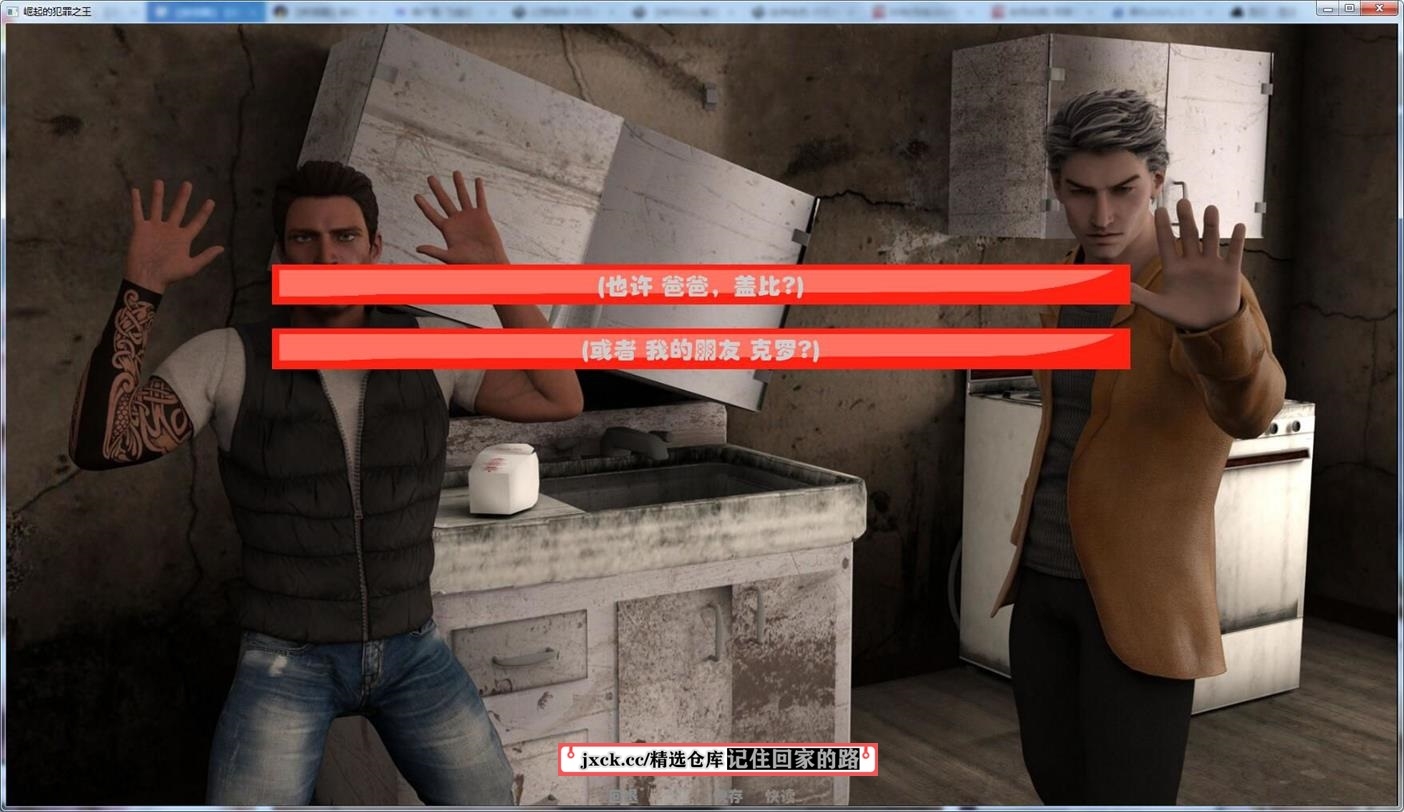 崛起的犯罪之王
(也许 爸爸，盖比?)
(或者 我的朋友 克罗?)
jxck.cc/精选仓库记住回家的路
快读